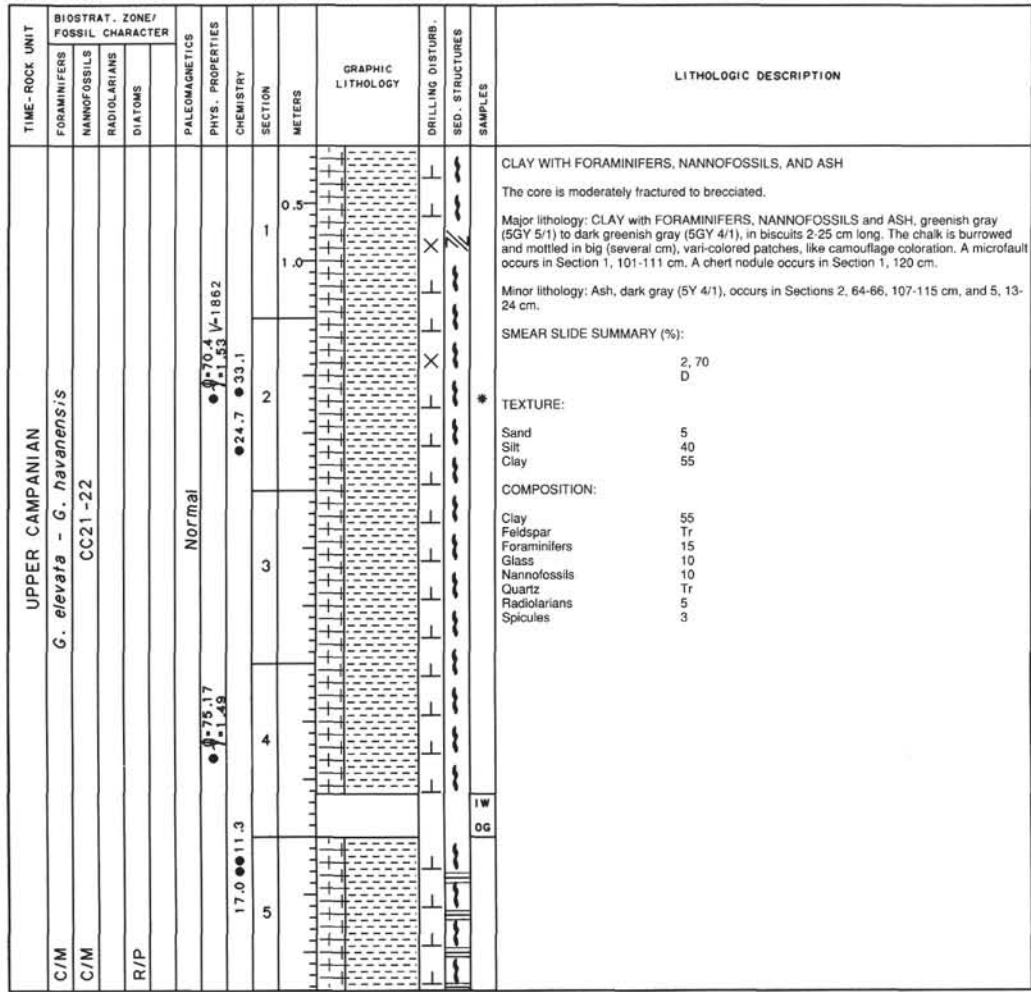 TIME-ROCK UNIT
BIOSTRAT. ZONE/
FOSSIL CHARACTER
FORAMINIFERS
NANNOFOSSILS
RADIOLARIANS
DIATOMS
PALEOMAGNETICS
PHYS. PROPERTIES
CHEMISTRY
SECTION
METERS
GRAPHIC
LITHOLOGY
DRILLING DISTURB.
SED. STRUCTURES
SAMPLES
LITHOLOGIC DESCRIPTION
UPPER CAMPANIAN
G. elevata - G. havanensis
C/M
CC21-22
C/M
R/P
Normal
=70.4
=1.53 V-1862
=75.17
=1.49
33.1
24.7
17.0 11.3
1
2
3
4
5
0.5
1.0
*
IW
OG
CLAY WITH FORAMINIFERS, NANNOFOSSILS, AND ASH
The core is moderately fractured to brecciated.
Major lithology: CLAY with FORAMINIFERS, NANNOFOSSILS and ASH, greenish gray
(5GY 5/1) to dark greenish gray (5GY 4/1), in biscuits 2-25 cm long. The chalk is burrowed
and mottled in big (several cm), vari-colored patches, like camouflage coloration. A microfault
occurs in Section 1, 101-111 cm. A chert nodule occurs in Section 1, 120 cm.
Minor lithology: Ash, dark gray (5Y 4/1), occurs in Sections 2, 64-66, 107-115 cm, and 5, 13-
24 cm.
SMEAR SLIDE SUMMARY (%):
2, 70
D
TEXTURE:
Sand 5
Silt 40
Clay 55
COMPOSITION:
Clay 55
Feldspar Tr
Foraminifers 15
Glass 10
Nannofossils 10
Quartz Tr
Radiolarians 5
Spicules 3